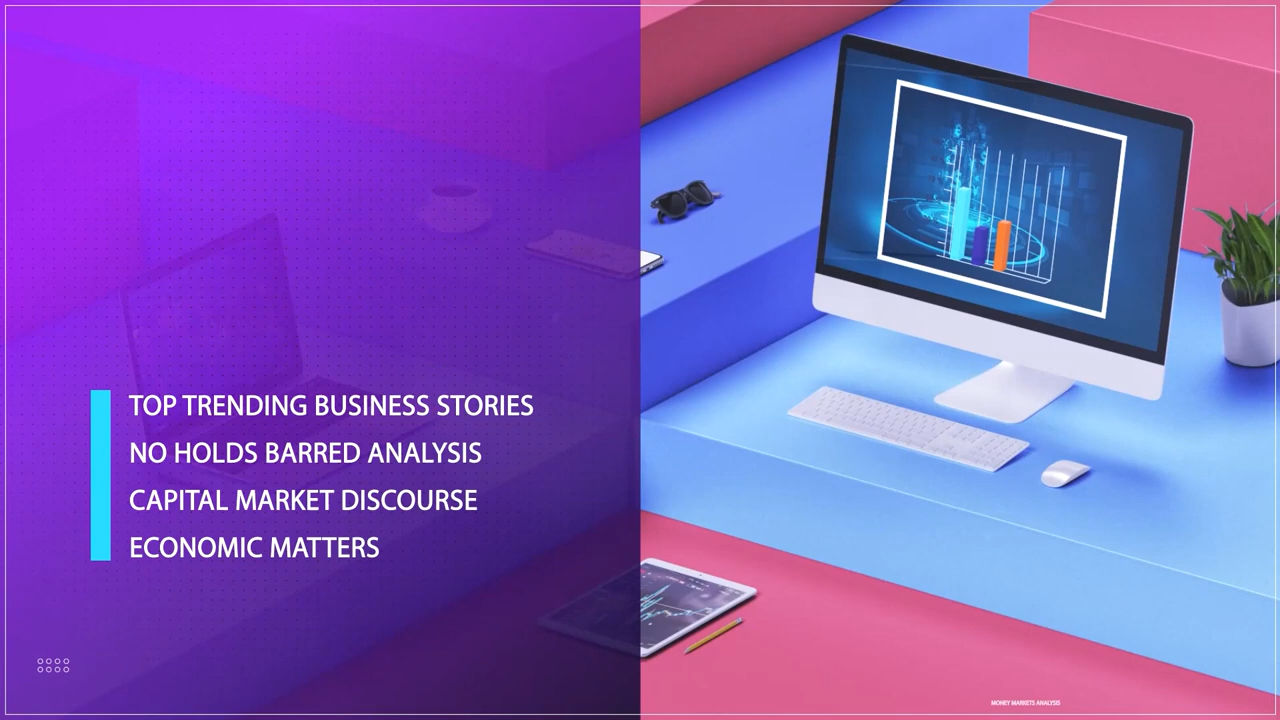 TOP TRENDING BUSINESS STORIES
NO HOLDS BARRED ANALYSIS
CAPITAL MARKET DISCOURSE
ECONOMIC MATTERS
MONEY MARKETS ANALYSIS